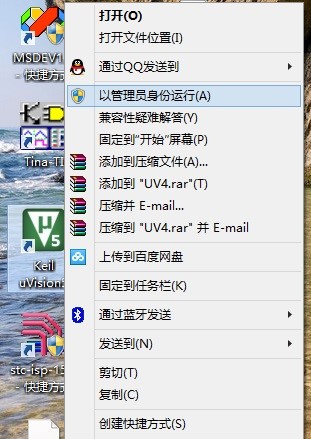 MSDEV1
- 快捷方式
Tina-TI
Keil
uVision5
stc-isp-15
- 快捷方式
打开(O)
打开文件位置(I)
通过QQ发送到
以管理员身份运行(A)
兼容性疑难解答(Y)
固定到“开始”屏幕(P)
添加到压缩文件(A)...
添加到 "UV4.rar"(T)
压缩并 E-mail...
压缩到 "UV4.rar" 并 E-mail
上传到百度网盘
固定到任务栏(K)
通过蓝牙发送
发送到(N)
剪切(T)
复制(C)
创建快捷方式(S)